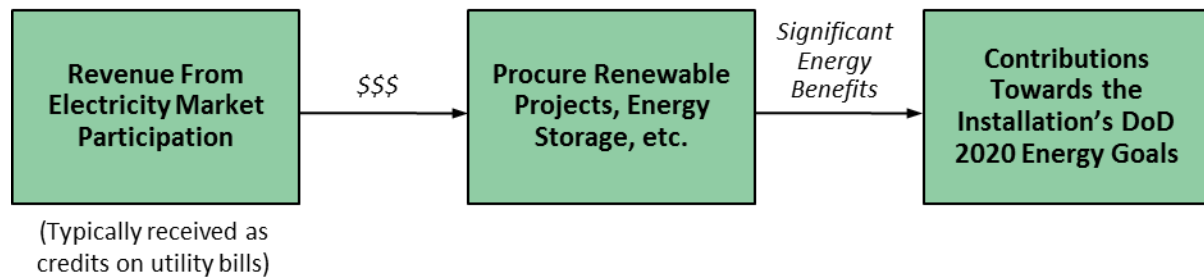 Revenue From
Electricity Market
Participation
(Typically received as
credits on utility bills)
$$$
Procure Renewable
Projects, Energy
Storage, etc.
Significant
Energy
Benefits
Contributions
Towards the
Installation’s DoD
2020 Energy Goals